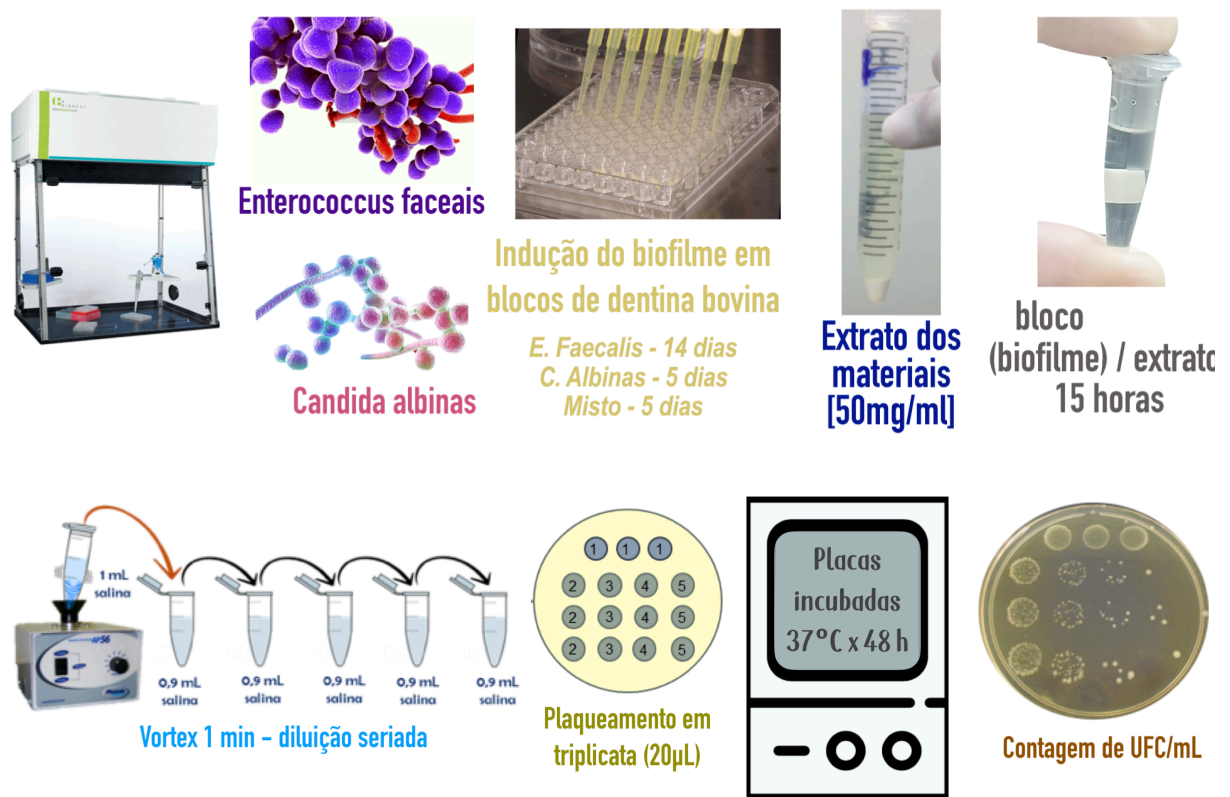 Enterococcus faceais
Candida albinas
Indução do biofilme em
blocos de dentina bovina
E. Faecalis - 14 dias
C. Albinas - 5 dias
Misto - 5 dias
Extrato dos
materiais
[50mg/ml]
bloco
(biofilme) / extrato
15 horas
1 mL
salina
0,9 mL
salina
0,9 mL
salina
0,9 mL
salina
0,9 mL
salina
0,9 mL
salina
Vortex 1 min – diluição seriada
1 1 1
2 3 4 5
2 3 4 5
2 3 4 5
Plaqueamento em
triplicata (20µL)
Placas
incubadas
37°C x 48 h
Contagem de UFC/mL